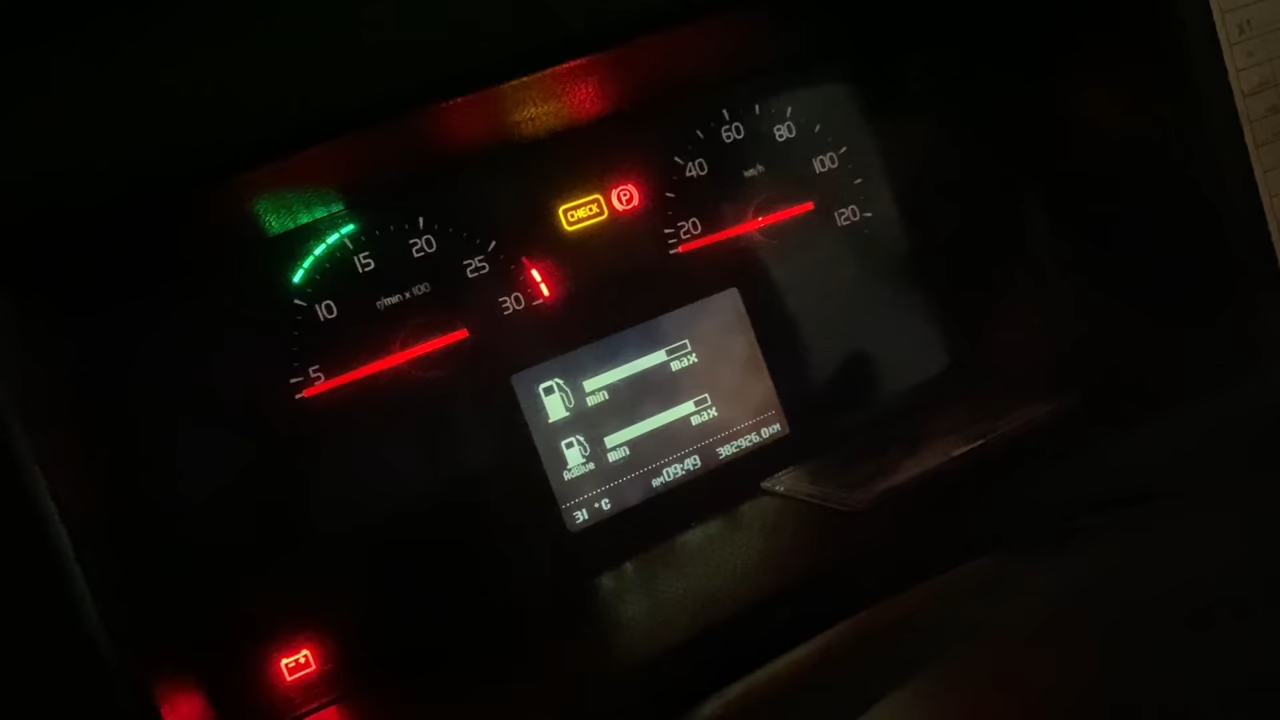 5
10
15
20
25
30
r/min x 100
CHECK
P
20
40
60
80
100
120
km/h
min
max
AdBlue
min
max
31 °C
AM 09:49
382926.0KM